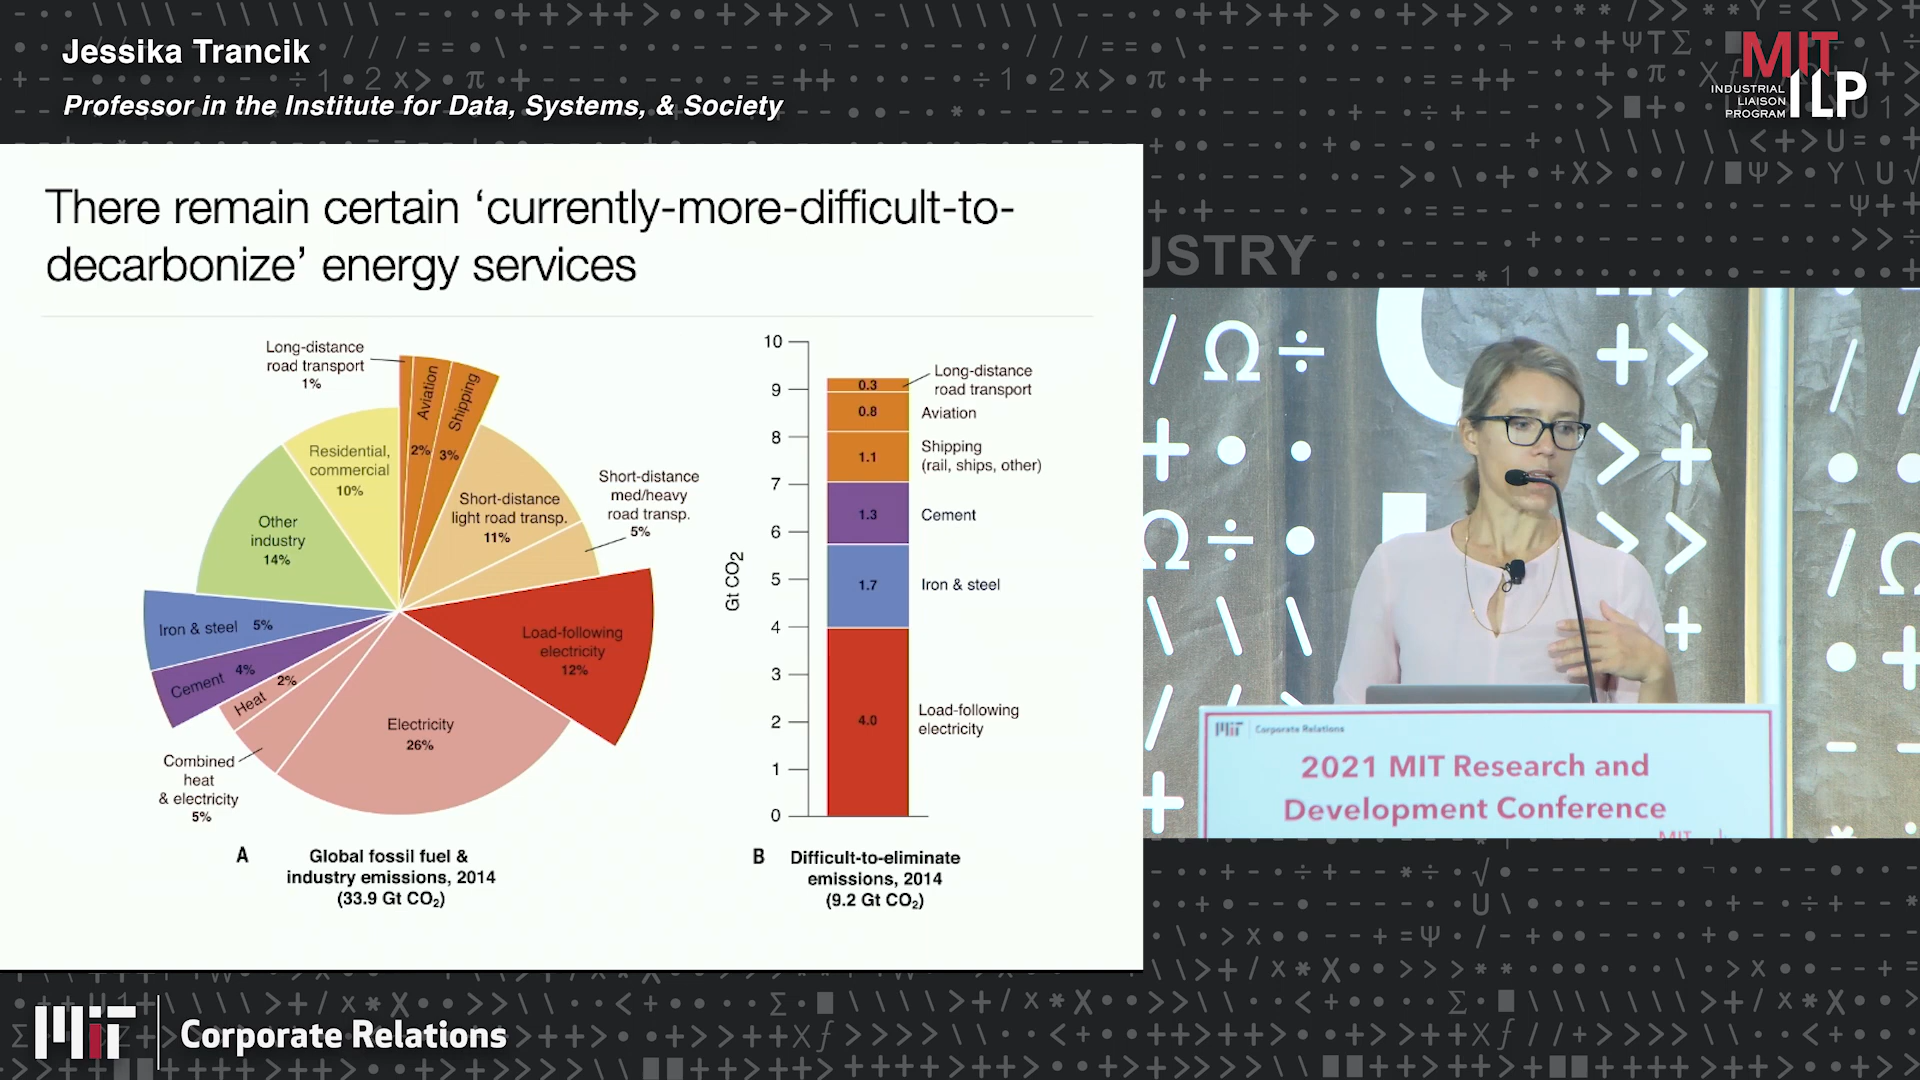 Jessika Trancik
Professor in the Institute for Data, Systems, & Society
MIT
ILP
INDUSTRIAL
LIAISON
PROGRAM
USTRY
There remain certain ‘currently-more-difficult-to-
decarbonize’ energy services
Long-distance
road transport
1%
Aviation
2%
Shipping
3%
Residential,
commercial
10%
Short-distance
light road transp.
11%
Short-distance
med/heavy
road transp.
5%
Other
industry
14%
Load-following
electricity
12%
Iron & steel 5%
Cement 4%
Heat 2%
Electricity
26%
Combined
heat
& electricity
5%
A Global fossil fuel &
industry emissions, 2014
(33.9 Gt CO₂)
Gt CO2
10
9
8
7
6
5
4
3
2
1
0
0.3
Long-distance
road transport
0.8 Aviation
1.1
Shipping
(rail, ships, other)
1.3 Cement
1.7 Iron & steel
4.0
Load-following
electricity
B Difficult-to-eliminate
emissions, 2014
(9.2 Gt CO₂)
MIT Corporate Relations
2021 MIT Research and
Development Conference
MIT
MIT Corporate Relations